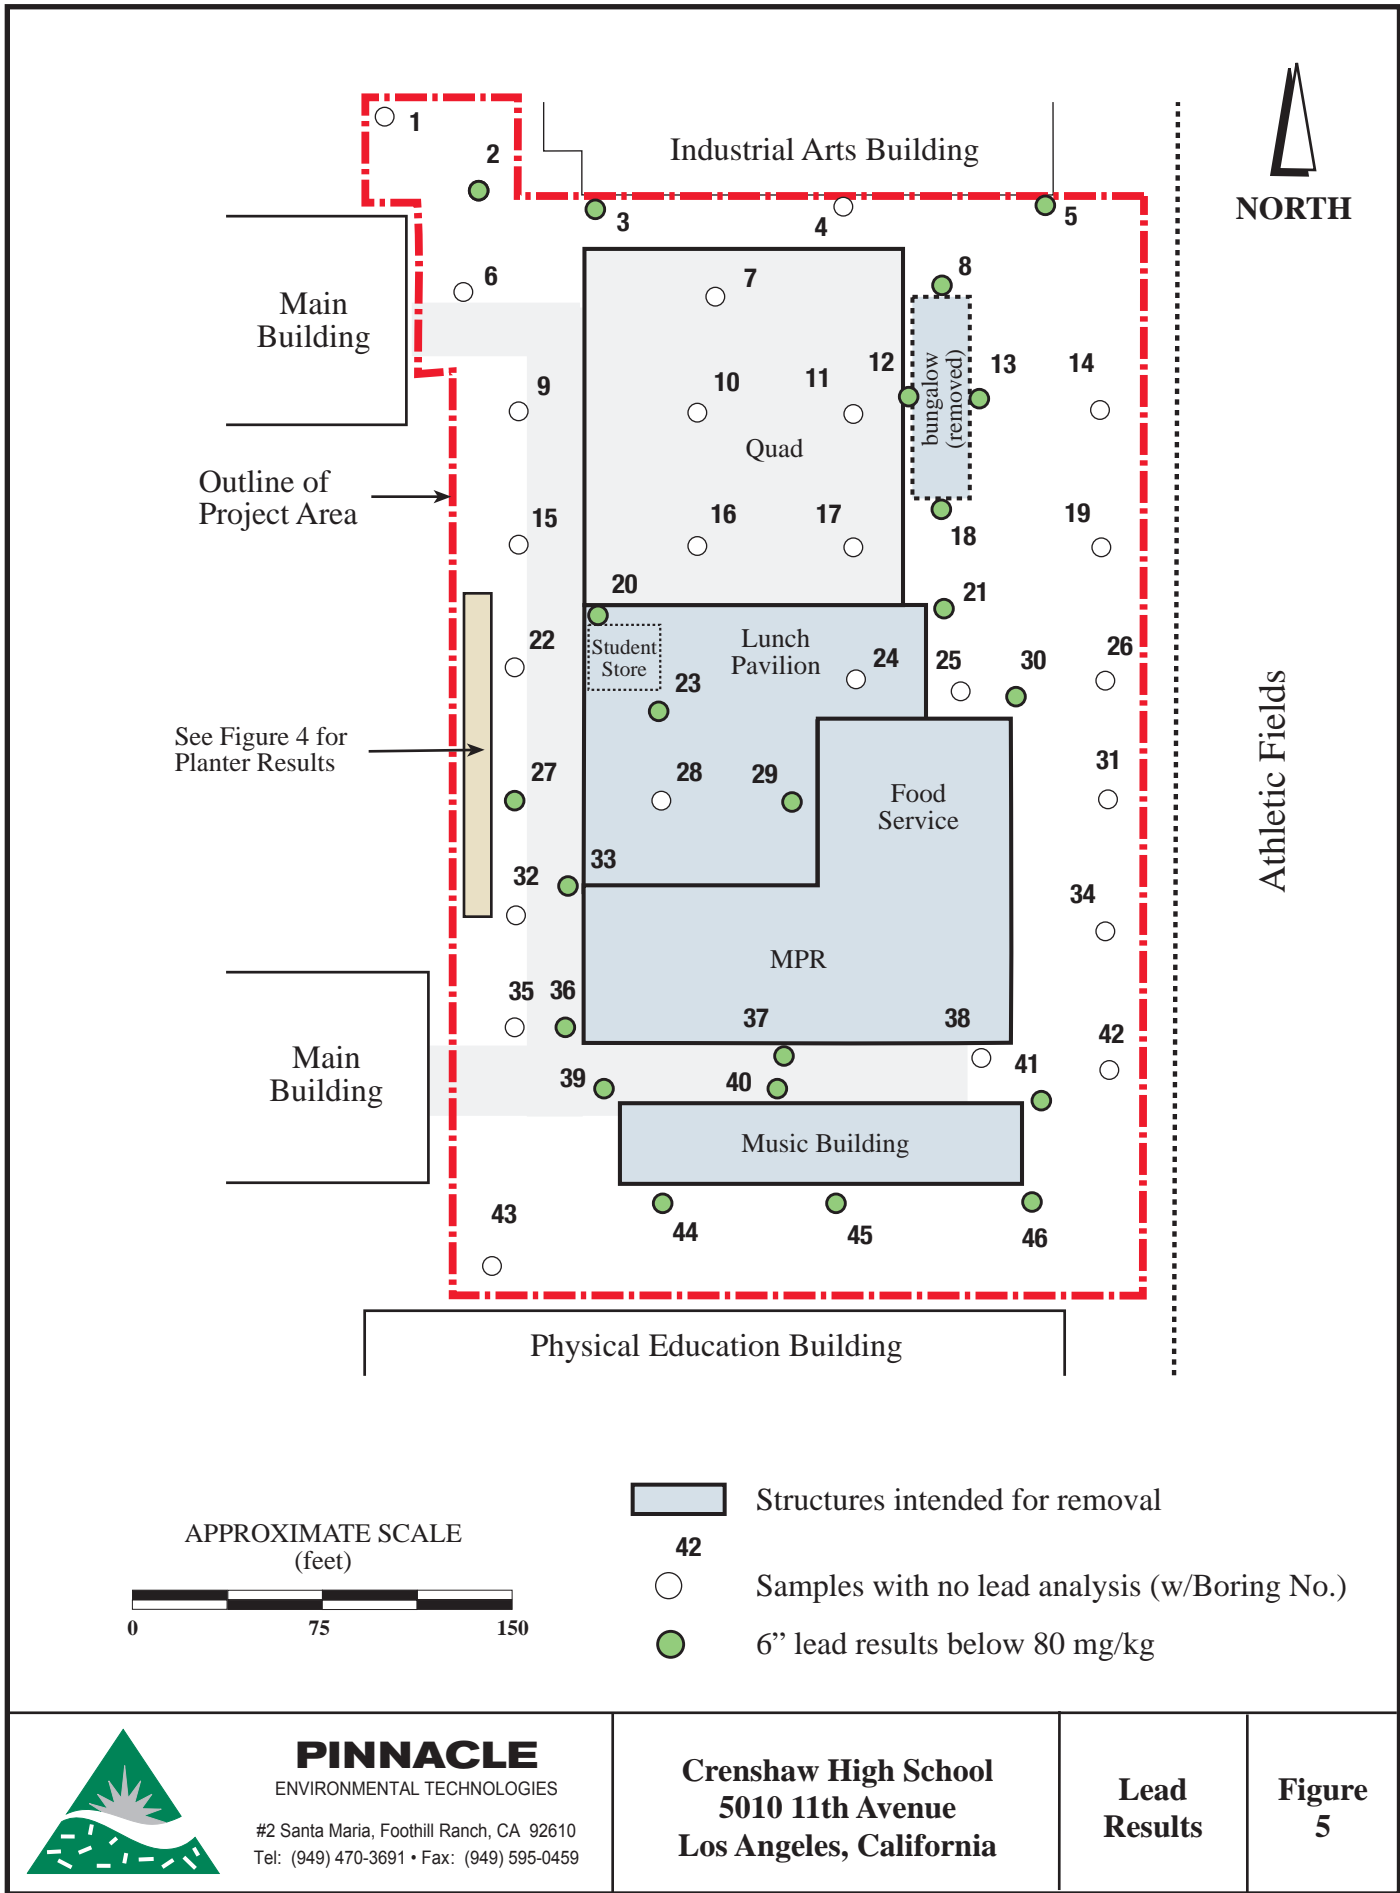 1
2
Industrial Arts Building
NORTH
3
4
5
6
7
8
Main
Building
9
10
11
12
bungalow
(removed)
13
14
Quad
Outline of
Project Area
15
16
17
18
19
20
21
Student
Store
Lunch
Pavilion
22
23
24
25
30
26
Athletic Fields
See Figure 4 for
Planter Results
27
28
29
Food
Service
31
33
32
34
MPR
35
36
37
38
42
Main
Building
39
40
41
Music Building
43
44
45
46
Physical Education Building
Structures intended for removal
APPROXIMATE SCALE
(feet)
0
75
150
42
Samples with no lead analysis (w/Boring No.)
6” lead results below 80 mg/kg
PINNACLE
ENVIRONMENTAL TECHNOLOGIES
#2 Santa Maria, Foothill Ranch, CA 92610
Tel: (949) 470-3691 • Fax: (949) 595-0459
Crenshaw High School
5010 11th Avenue
Los Angeles, California
Lead
Results
Figure
5